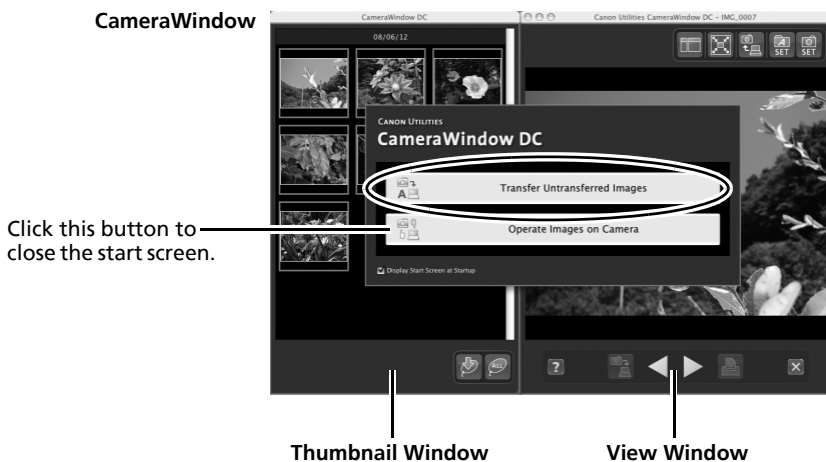 CameraWindow
CameraWindow DC
Canon Utilities CameraWindow DC - IMG_0007
08/06/12
SET
SET
CANON UTILITIES
CameraWindow DC
Transfer Untransferred Images
Operate Images on Camera
Display Start Screen at Startup
Click this button to
close the start screen.
ALL
?
Thumbnail Window
View Window